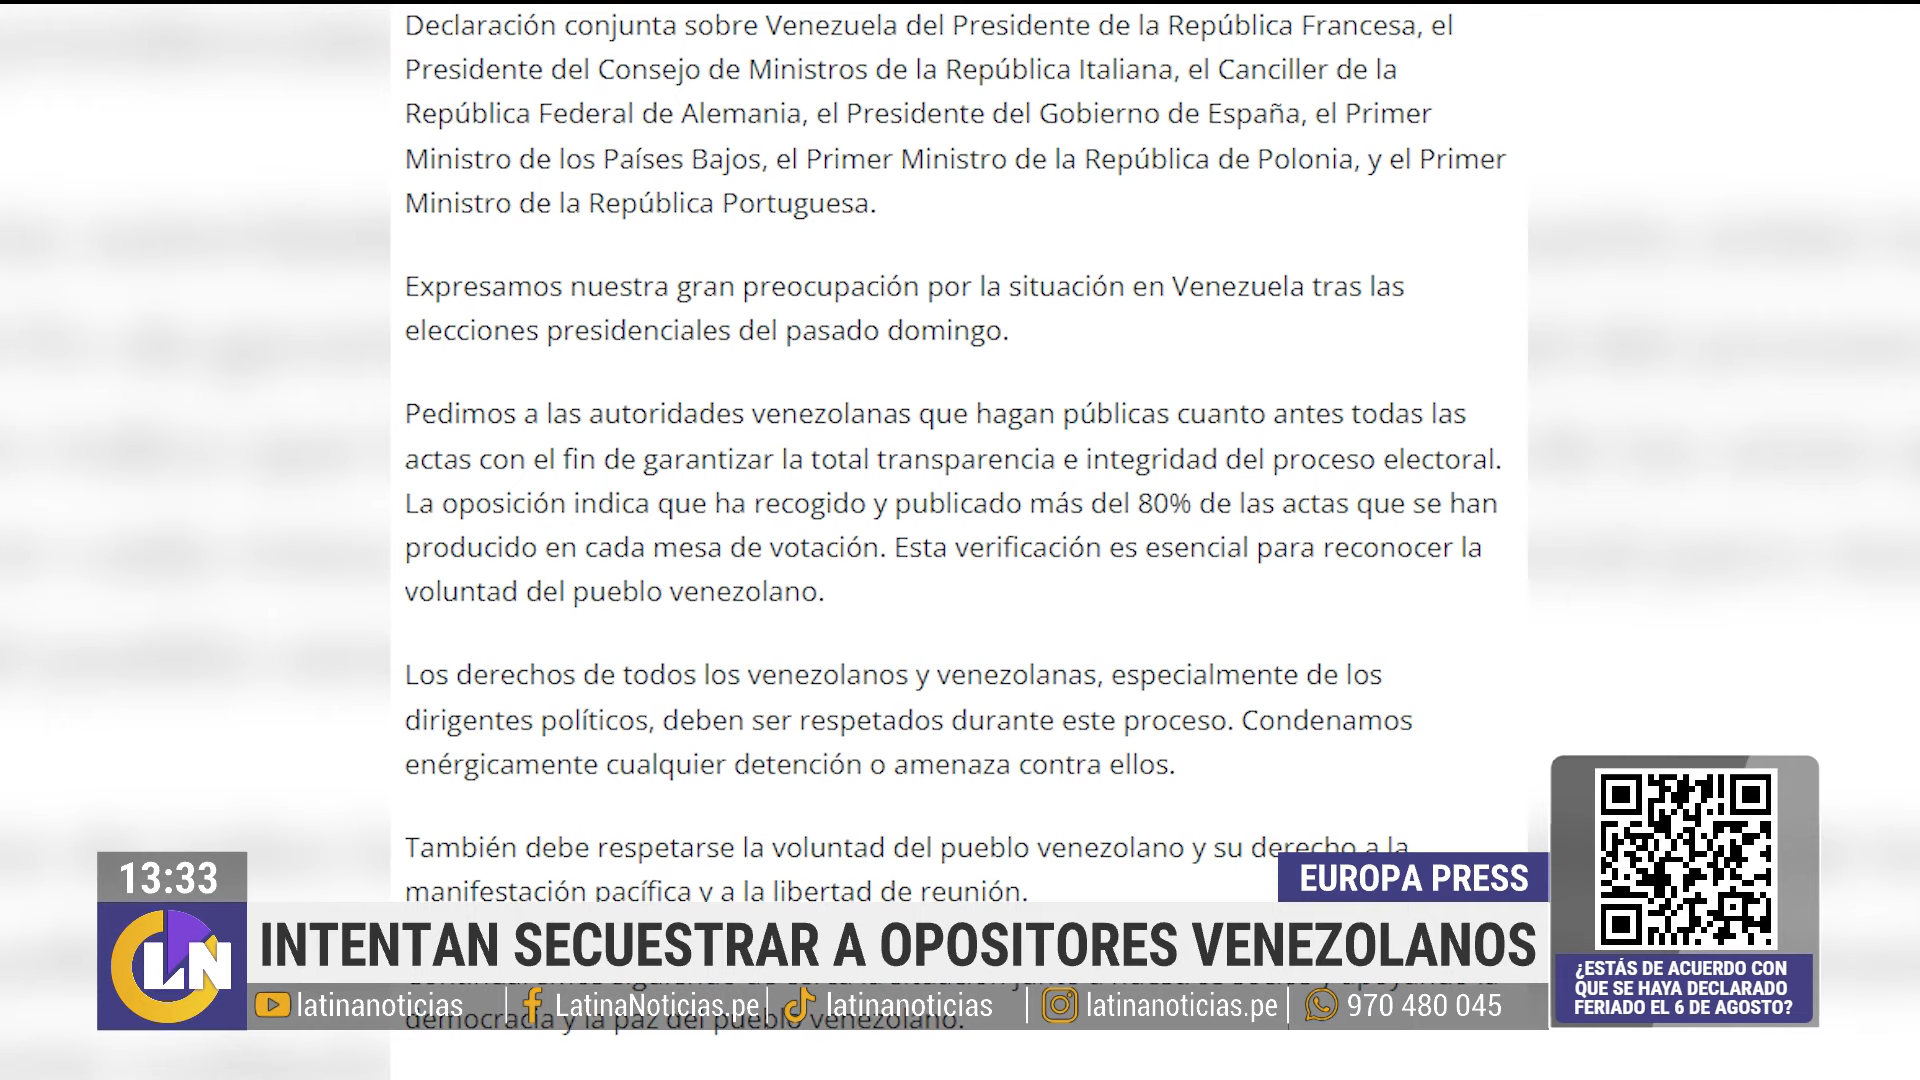 Declaración conjunta sobre Venezuela del Presidente de la República Francesa, el
Presidente del Consejo de Ministros de la República Italiana, el Canciller de la
República Federal de Alemania, el Presidente del Gobierno de España, el Primer
Ministro de los Países Bajos, el Primer Ministro de la República de Polonia, y el Primer
Ministro de la República Portuguesa.
Expresamos nuestra gran preocupación por la situación en Venezuela tras las
elecciones presidenciales del pasado domingo.
Pedimos a las autoridades venezolanas que hagan públicas cuanto antes todas las
actas con el fin de garantizar la total transparencia e integridad del proceso electoral.
La oposición indica que ha recogido y publicado más del 80% de las actas que se han
producido en cada mesa de votación. Esta verificación es esencial para reconocer la
voluntad del pueblo venezolano.
Los derechos de todos los venezolanos y venezolanas, especialmente de los
dirigentes políticos, deben ser respetados durante este proceso. Condenamos
enérgicamente cualquier detención o amenaza contra ellos.
También debe respetarse la voluntad del pueblo venezolano y su derecho a la
manifestación pacífica y a la libertad de reunión.
democracia y la paz del pueblo venezolano.
13:33
EUROPA PRESS
LN
INTENTAN SECUESTRAR A OPOSITORES VENEZOLANOS
latinanoticias | LatinaNoticias.pe | latinanoticias | latinanoticias.pe | 970 480 045
¿ESTÁS DE ACUERDO CON
QUE SE HAYA DECLARADO
FERIADO EL 6 DE AGOSTO?